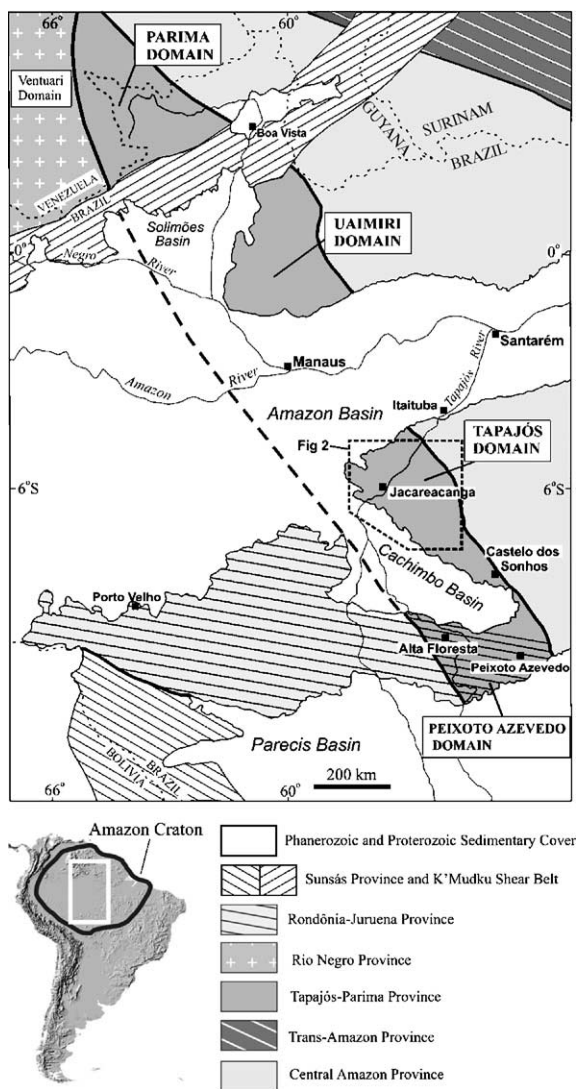 66°
60°
PARIMA
DOMAIN
Ventuari
Domain
Boa Vista
GUYANA
SURINAM
BRAZIL
VENEZUELA
BRAZIL
Solimões
Basin
UAIMIRI
DOMAIN
0°
0°
Negro
River
Santarém
Manaus
Amazon
River
Tapajós
River
Itaituba
Amazon Basin
TAPAJÓS
DOMAIN
Fig 2
6°S
6°S
Jacareacanga
Castelo dos
Sonhos
Cachimbo Basin
Porto Velho
Alta Floresta
Peixoto Azevedo
PEIXOTO AZEVEDO
DOMAIN
Parecis Basin
BRAZIL
BOLIVIA
200 km
66°
60°
Amazon Craton
Phanerozoic and Proterozoic Sedimentary Cover
Sunsás Province and K'Mudku Shear Belt
Rondônia-Juruena Province
Rio Negro Province
Tapajós-Parima Province
Trans-Amazon Province
Central Amazon Province